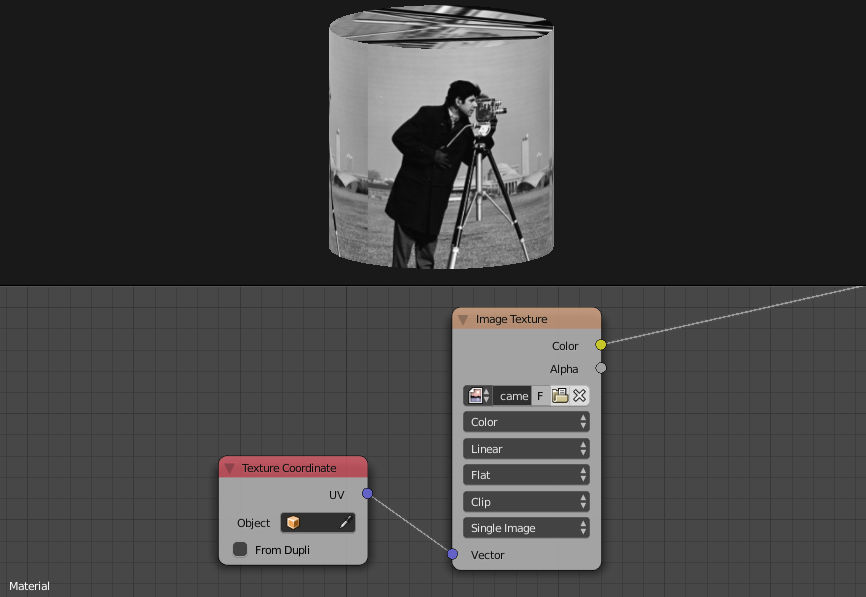 Image Texture
Color
Alpha
came F
Color
Linear
Flat
Clip
Single Image
Vector
Texture Coordinate
UV
Object
From Dupli
Material